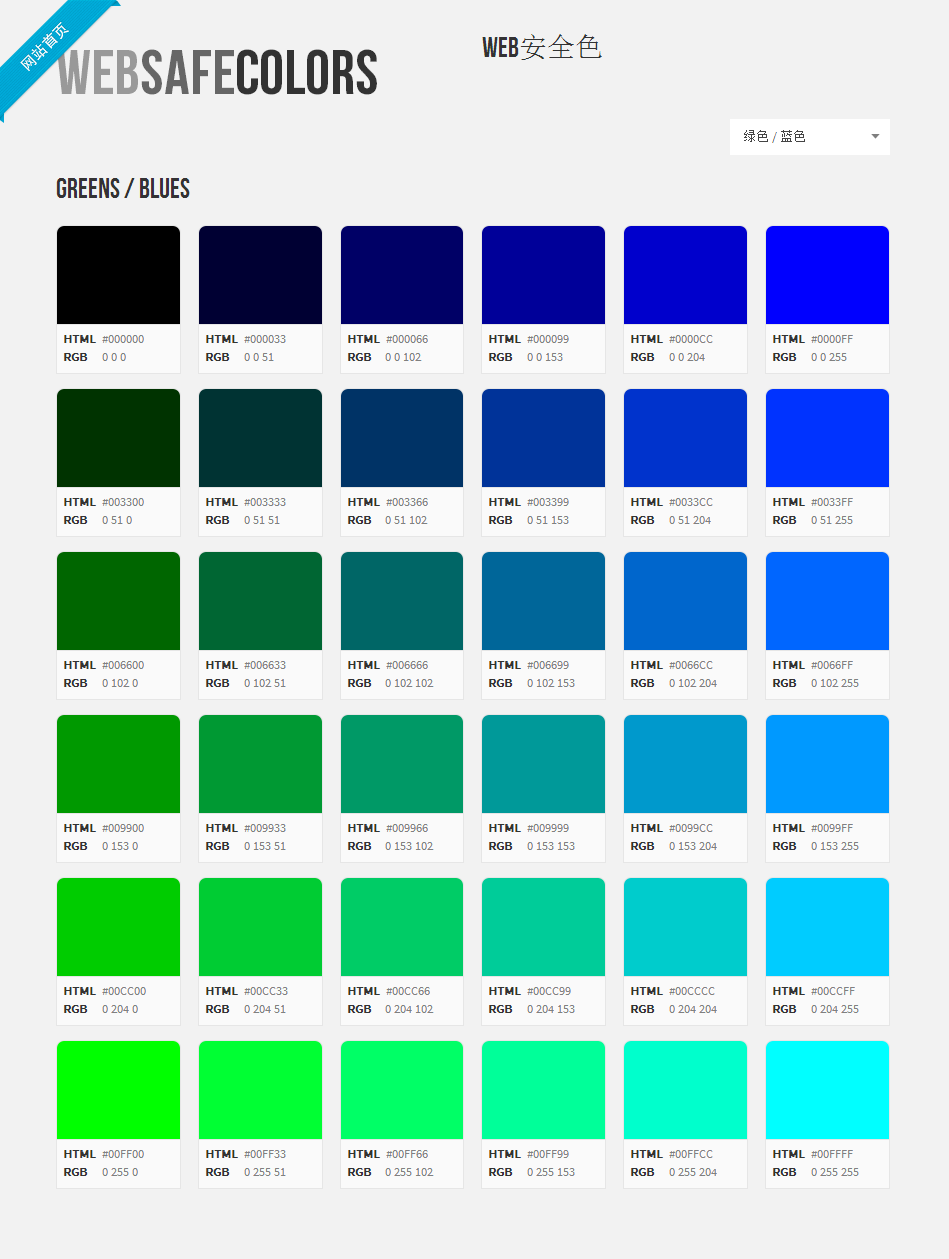 网站首页
WEBSAFECOLORS
WEB安全色
绿色 / 蓝色
GREENS / BLUES
HTML #000000 HTML #000033 HTML #000066 HTML #000099 HTML #0000CC HTML #0000FF
RGB 0 0 0 RGB 0 0 51 RGB 0 0 102 RGB 0 0 153 RGB 0 0 204 RGB 0 0 255
HTML #003300 HTML #003333 HTML #003366 HTML #003399 HTML #0033CC HTML #0033FF
RGB 0 51 0 RGB 0 51 51 RGB 0 51 102 RGB 0 51 153 RGB 0 51 204 RGB 0 51 255
HTML #006600 HTML #006633 HTML #006666 HTML #006699 HTML #0066CC HTML #0066FF
RGB 0 102 0 RGB 0 102 51 RGB 0 102 102 RGB 0 102 153 RGB 0 102 204 RGB 0 102 255
HTML #009900 HTML #009933 HTML #009966 HTML #009999 HTML #0099CC HTML #0099FF
RGB 0 153 0 RGB 0 153 51 RGB 0 153 102 RGB 0 153 153 RGB 0 153 204 RGB 0 153 255
HTML #00CC00 HTML #00CC33 HTML #00CC66 HTML #00CC99 HTML #00CCCC HTML #00CCFF
RGB 0 204 0 RGB 0 204 51 RGB 0 204 102 RGB 0 204 153 RGB 0 204 204 RGB 0 204 255
HTML #00FF00 HTML #00FF33 HTML #00FF66 HTML #00FF99 HTML #00FFCC HTML #00FFFF
RGB 0 255 0 RGB 0 255 51 RGB 0 255 102 RGB 0 255 153 RGB 0 255 204 RGB 0 255 255